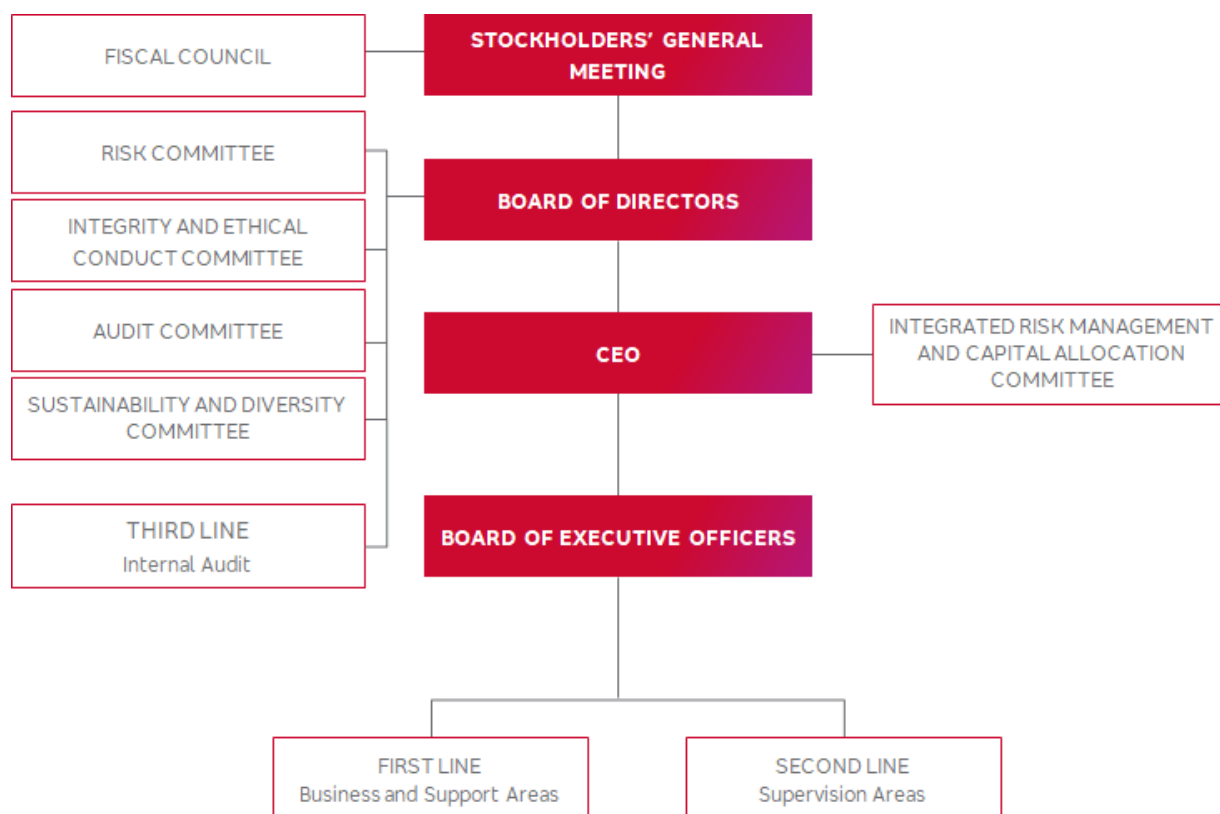 FISCAL COUNCIL
STOCKHOLDERS’ GENERAL
MEETING
RISK COMMITTEE
BOARD OF DIRECTORS
INTEGRITY AND ETHICAL
CONDUCT COMMITTEE
AUDIT COMMITTEE
CEO
INTEGRATED RISK MANAGEMENT
AND CAPITAL ALLOCATION
COMMITTEE
SUSTAINABILITY AND DIVERSITY
COMMITTEE
THIRD LINE
Internal Audit
BOARD OF EXECUTIVE OFFICERS
FIRST LINE
Business and Support Areas
SECOND LINE
Supervision Areas